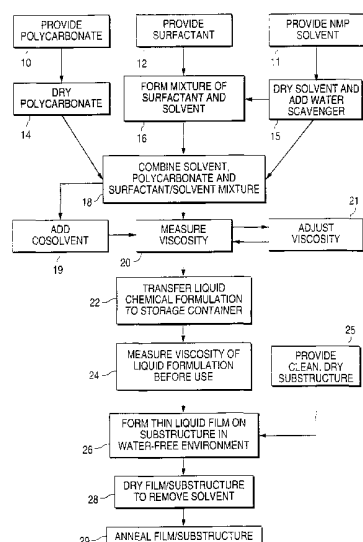 PROVIDE
POLYCARBONATE
10
PROVIDE
SURFACTANT
12
PROVIDE NMP
SOLVENT
11
DRY
POLYCARBONATE
14
FORM MIXTURE OF
SURFACTANT AND
SOLVENT
16
DRY SOLVENT AND
ADD WATER
SCAVENGER
15
COMBINE SOLVENT,
POLYCARBONATE AND
SURFACTANT/SOLVENT MIXTURE
18
ADD
COSOLVENT
19
MEASURE
VISCOSITY
20
ADJUST
VISCOSITY
21
TRANSFER LIQUID
CHEMICAL FORMULATION
TO STORAGE CONTAINER
22
MEASURE VISCOSITY OF
LIQUID FORMULATION
BEFORE USE
24
PROVIDE
CLEAN, DRY
SUBSTRUCTURE
25
FORM THIN LIQUID FILM ON
SUBSTRUCTURE IN
WATER-FREE ENVIRONMENT
26
DRY FILM/SUBSTRUCTURE
TO REMOVE SOLVENT
28
ANNEAL FILM/SUBSTRUCTURE
29